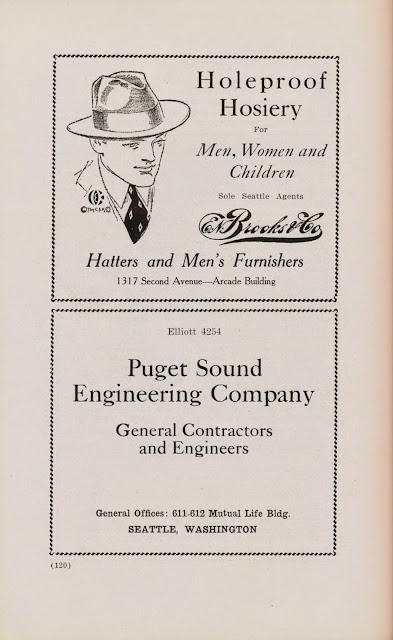 Holeproof
Hosiery
For
Men, Women and
Children
Sole Seattle Agents
E. N. Brooks & Co
Hatters and Men's Furnishers
1317 Second Avenue—Arcade Building
Elliott 4254
Puget Sound
Engineering Company
General Contractors
and Engineers
General Offices: 611-612 Mutual Life Bldg.
SEATTLE, WASHINGTON
(120)